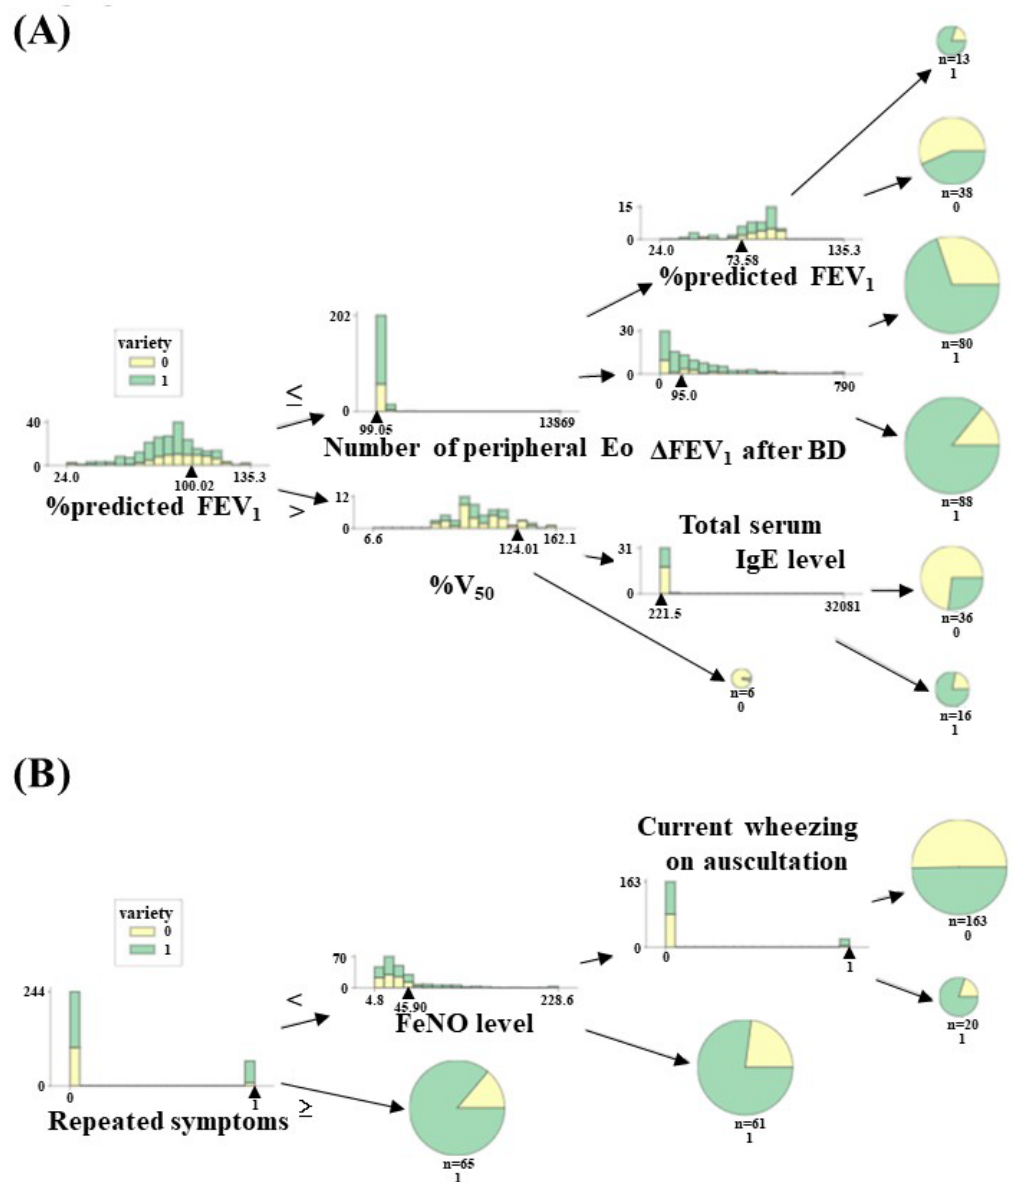 (A)
n=13
1
n=38
0
15
0
24.0
73.58
135.3
%predicted FEV₁
variety
0
1
202
0
99.05
13869
≤
Number of peripheral Eo
30
0
0
95.0
790
ΔFEV₁ after BD
n=80
1
40
0
24.0
100.02
135.3
%predicted FEV₁
>
n=88
1
12
0
6.6
124.01
162.1
%V₅₀
Total serum
IgE level
31
0
221.5
32081
n=36
0
n=6
0
n=16
1
(B)
Current wheezing
on auscultation
163
0
0
1
n=163
0
variety
0
1
70
0
4.8
45.90
228.6
<
FeNO level
n=20
1
244
0
0
1
Repeated symptoms
≥
n=61
1
n=65
1